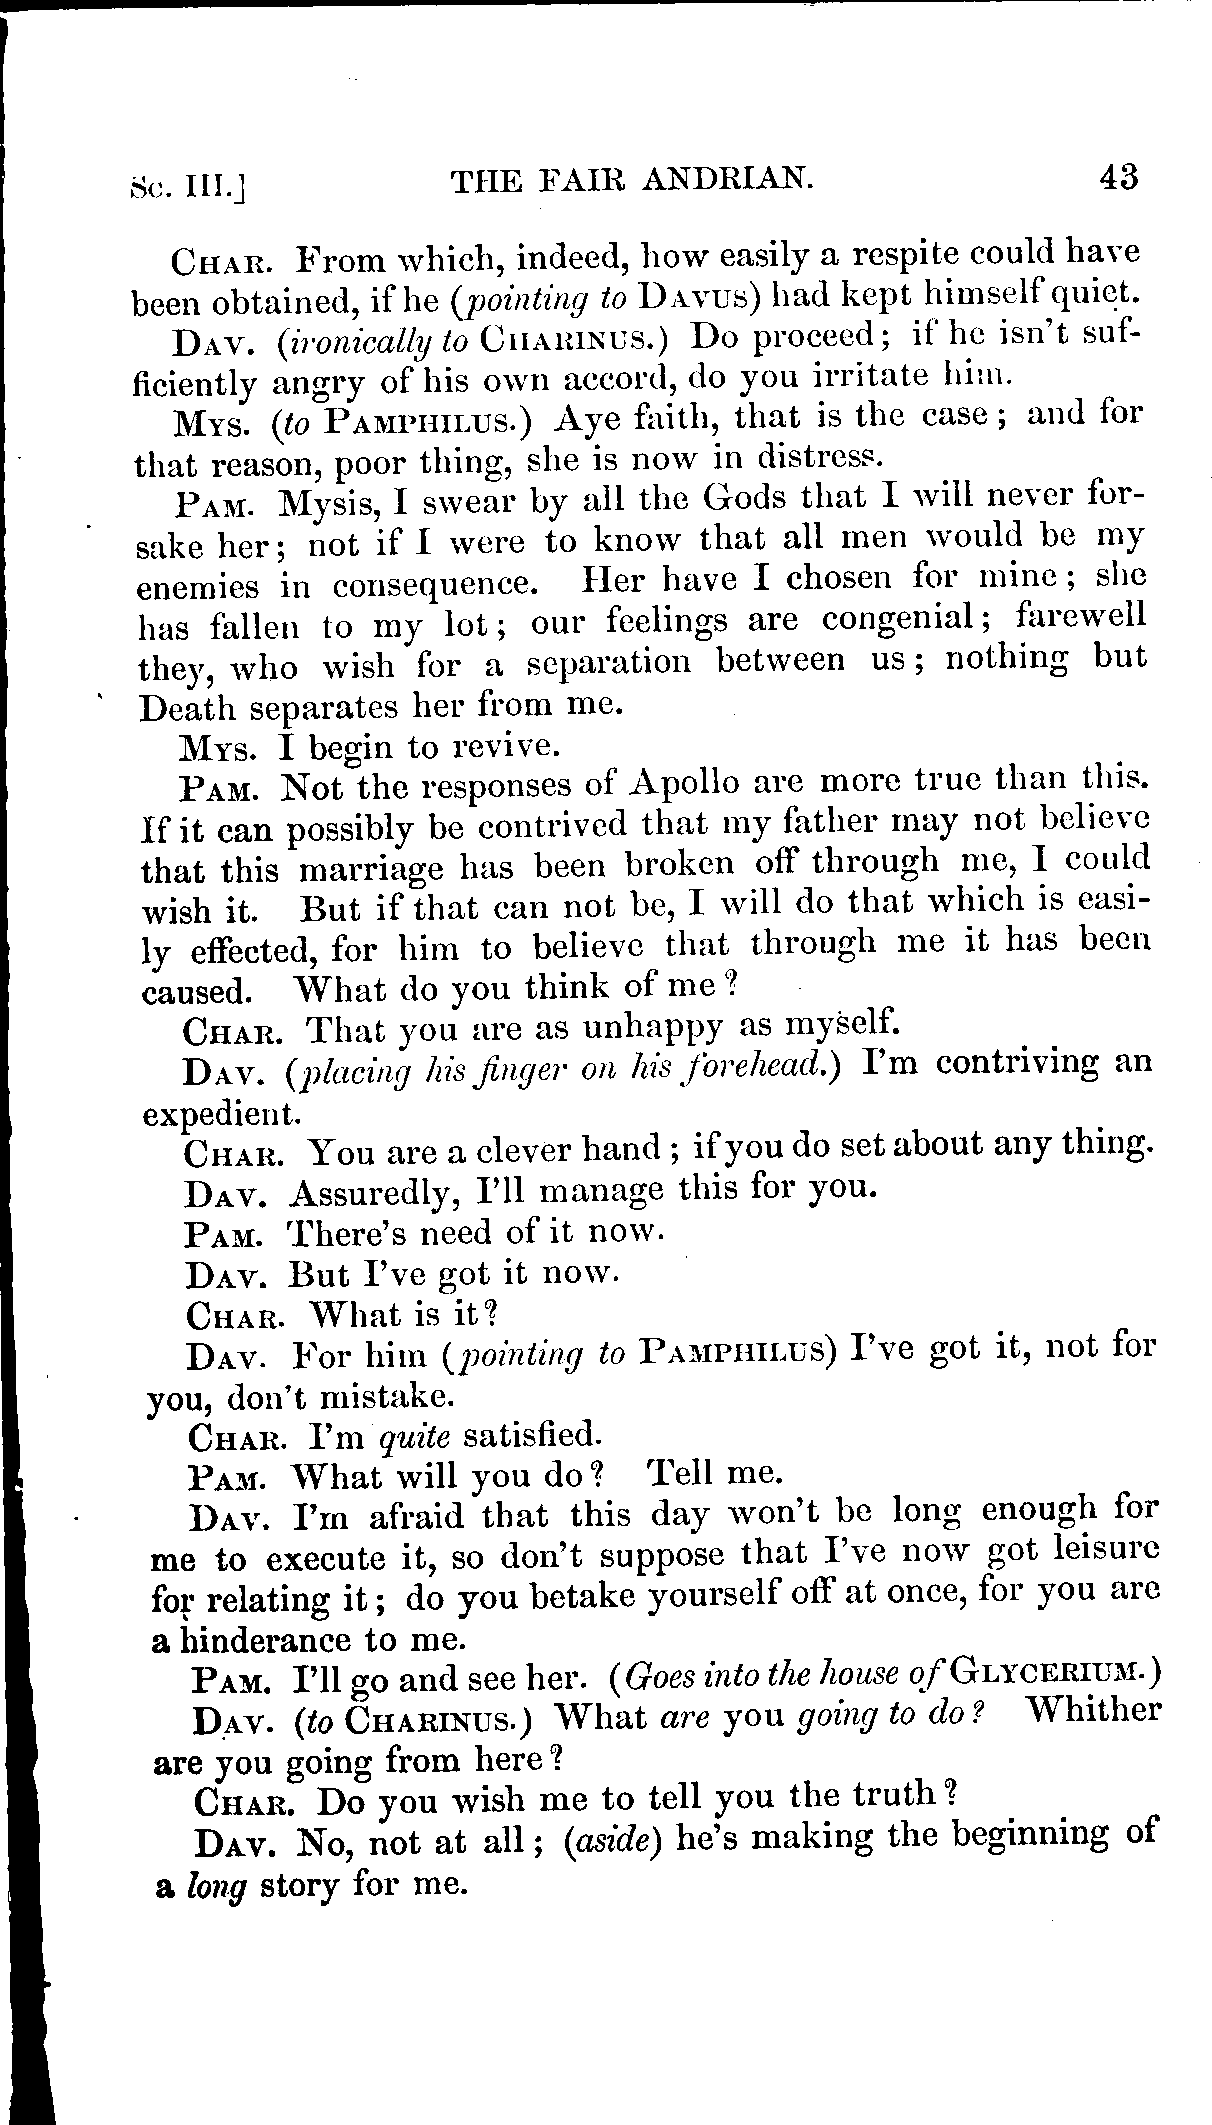 Sc. III.] THE FAIR ANDRIAN. 43
CHAR. From which, indeed, how easily a respite could have
been obtained, if he (pointing to DAVUS) had kept himself quiet.
DAV. (ironically to CHARINUS.) Do proceed; if he isn't suf-
ficiently angry of his own accord, do you irritate him.
MYS. (to PAMPHILUS.) Aye faith, that is the case; and for
that reason, poor thing, she is now in distress.
PAM. Mysis, I swear by all the Gods that I will never for-
sake her; not if I were to know that all men would be my
enemies in consequence. Her have I chosen for mine; she
has fallen to my lot; our feelings are congenial; farewell
they, who wish for a separation between us; nothing but
Death separates her from me.
MYS. I begin to revive.
PAM. Not the responses of Apollo are more true than this.
If it can possibly be contrived that my father may not believe
that this marriage has been broken off through me, I could
wish it. But if that can not be, I will do that which is easi-
ly effected, for him to believe that through me it has been
caused. What do you think of me?
CHAR. That you are as unhappy as myself.
DAV. (placing his finger on his forehead.) I'm contriving an
expedient.
CHAR. You are a clever hand; if you do set about any thing.
DAV. Assuredly, I'll manage this for you.
PAM. There's need of it now.
DAV. But I've got it now.
CHAR. What is it?
DAV. For him (pointing to PAMPHILUS) I've got it, not for
you, don't mistake.
CHAR. I'm quite satisfied.
PAM. What will you do? Tell me.
DAV. I'm afraid that this day won't be long enough for
me to execute it, so don't suppose that I've now got leisure
for relating it; do you betake yourself off at once, for you are
a hinderance to me.
PAM. I'll go and see her. (Goes into the house of GLYCERIUM.)
DAV. (to CHARINUS.) What are you going to do? Whither
are you going from here?
CHAR. Do you wish me to tell you the truth?
DAV. No, not at all; (aside) he's making the beginning of
a long story for me.